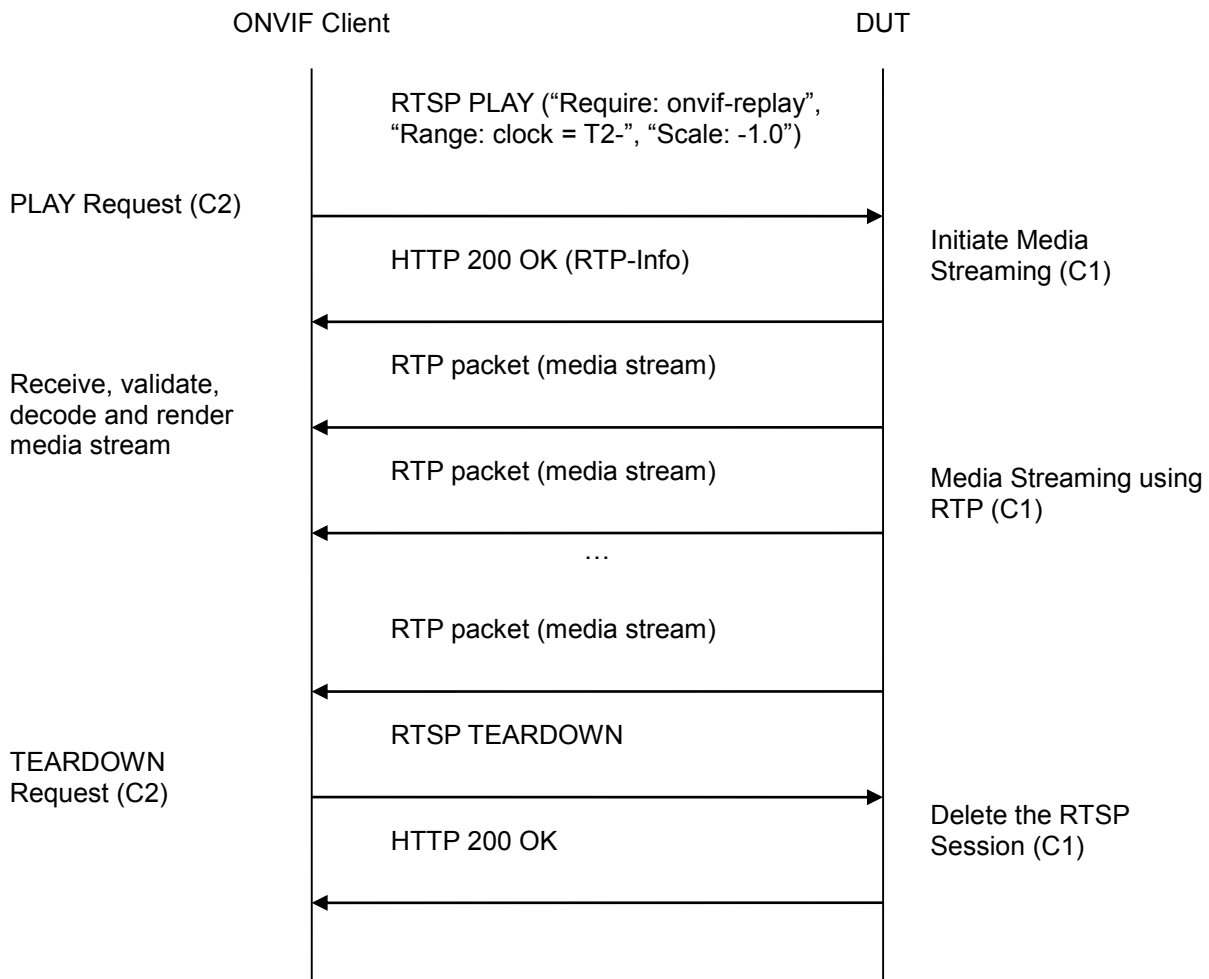 ONVIF Client
DUT
RTSP PLAY (“Require: onvif-replay”,
“Range: clock = T2-”, “Scale: -1.0”)
PLAY Request (C2)
Initiate Media
Streaming (C1)
HTTP 200 OK (RTP-Info)
RTP packet (media stream)
Receive, validate,
decode and render
media stream
RTP packet (media stream)
Media Streaming using
RTP (C1)
…
RTP packet (media stream)
RTSP TEARDOWN
TEARDOWN
Request (C2)
Delete the RTSP
Session (C1)
HTTP 200 OK